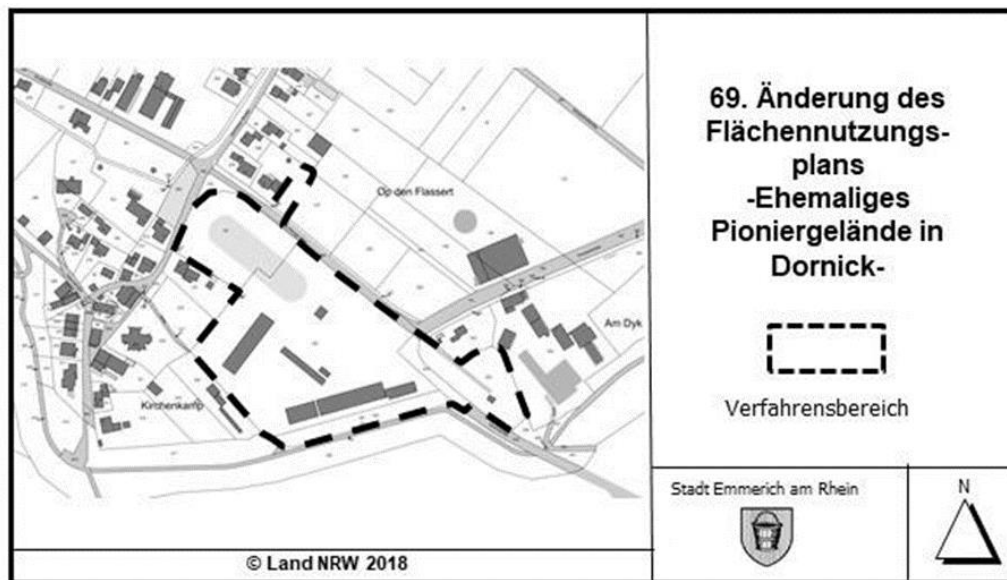 69. Änderung des
Flächennutzungs-
plans
-Ehemaliges
Pioniergelände in
Dornick-
Verfahrensbereich
Op den Flassert
Am Dyk
Kirchenkamp
Stadt Emmerich am Rhein
N
© Land NRW 2018